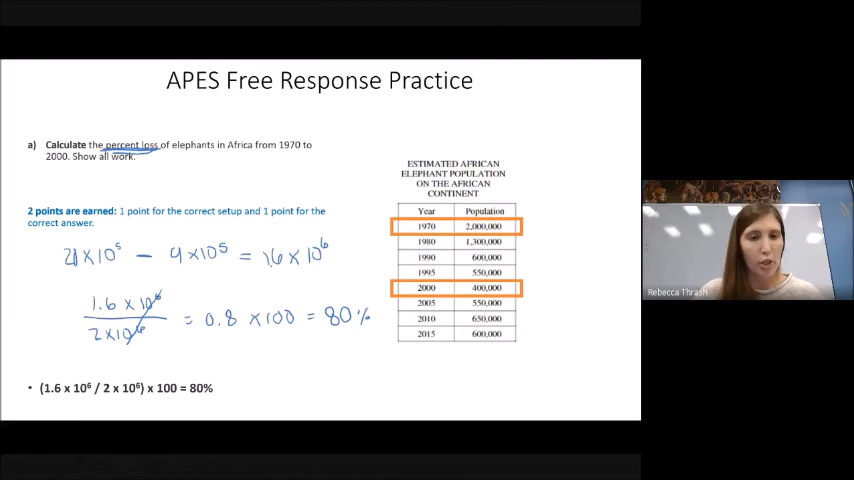 APES Free Response Practice
a) Calculate the percent loss of elephants in Africa from 1970 to
2000. Show all work.
2 points are earned: 1 point for the correct setup and 1 point for the
correct answer.
20 x 10⁵ – 4 x 10⁵ = 1.6 x 10⁶
1.6 x 10⁶
2 x 10⁶
= 0.8 x 100 = 80%
• (1.6 x 10⁶ / 2 x 10⁶) x 100 = 80%
ESTIMATED AFRICAN
ELEPHANT POPULATION
ON THE AFRICAN
CONTINENT
Year Population
1970 2,000,000
1980 1,300,000
1990 600,000
1995 550,000
2000 400,000
2005 550,000
2010 650,000
2015 600,000
Rebecca Thrash